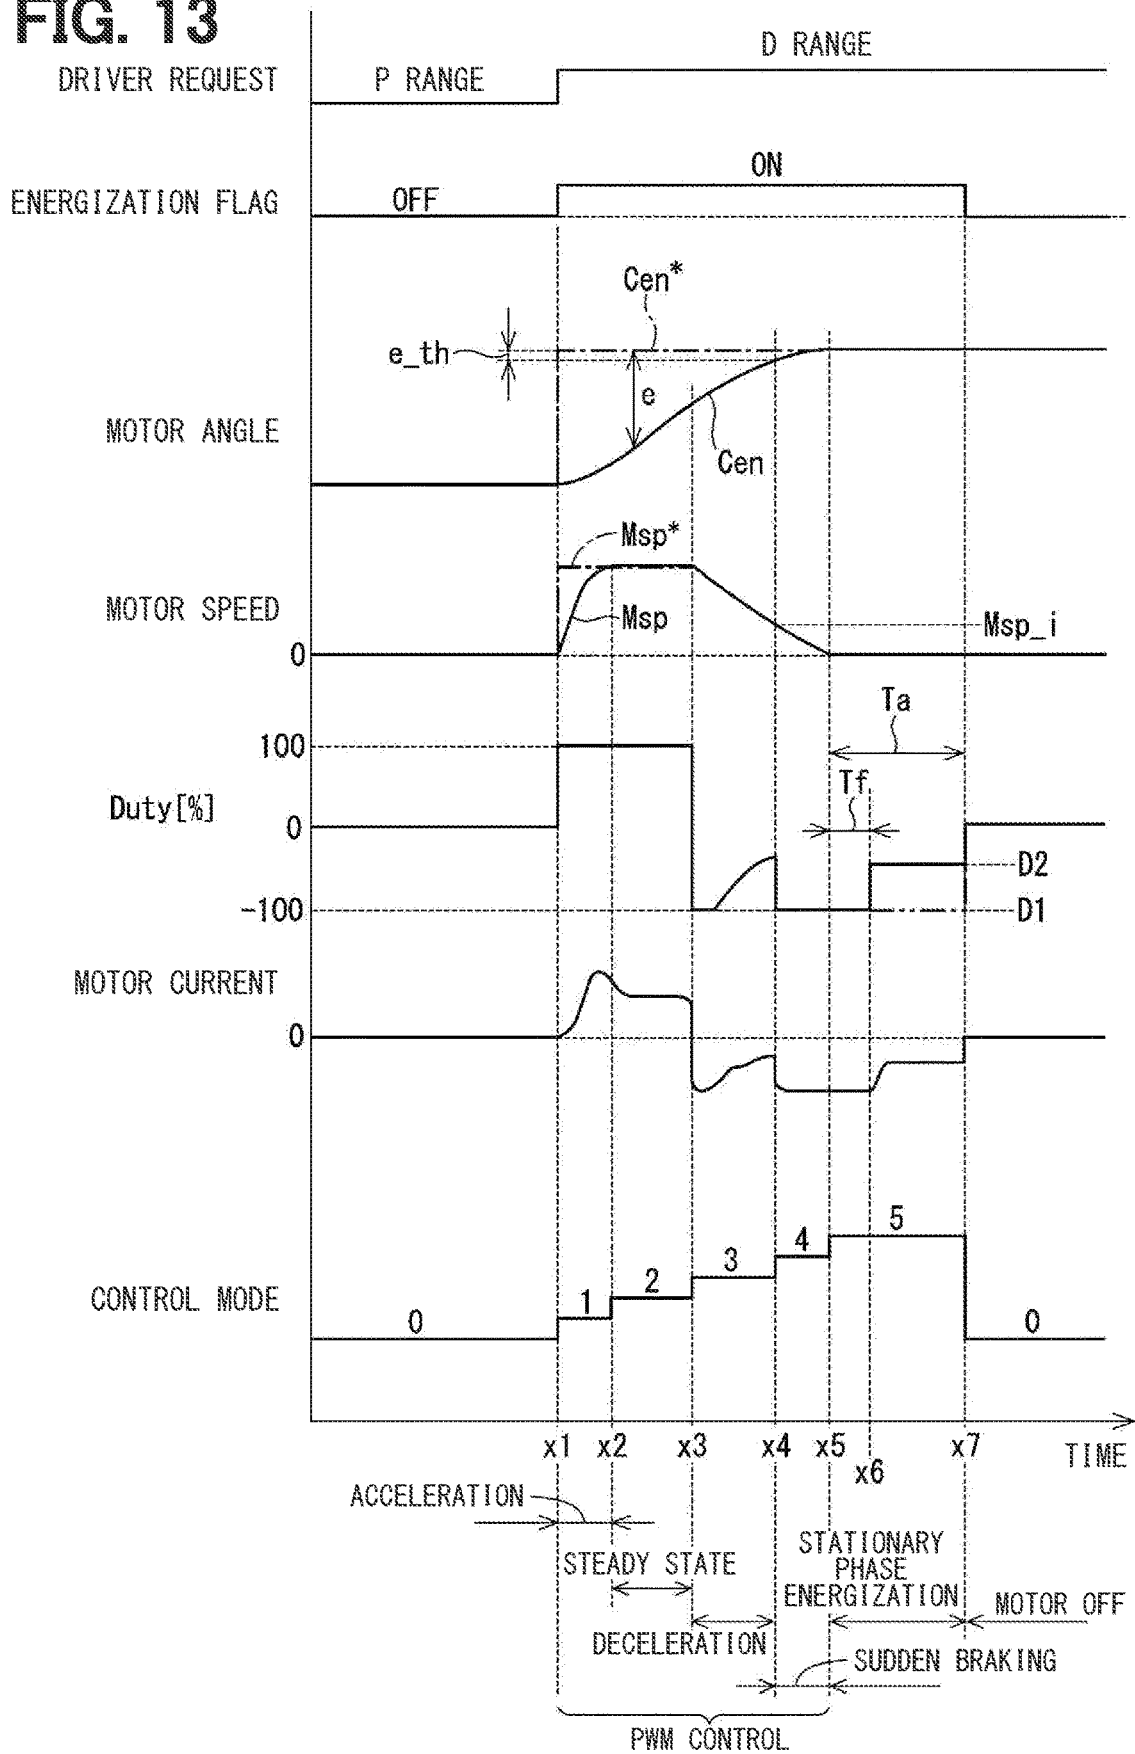 FIG. 13
D RANGE
DRIVER REQUEST
P RANGE
ON
ENERGIZATION FLAG
OFF
Cen*
e_th
e
MOTOR ANGLE
Cen
Msp*
MOTOR SPEED
Msp
Msp_i
0
Ta
100
Tf
Duty[%]
0
D2
-100
D1
MOTOR CURRENT
0
5
4
3
2
CONTROL MODE
1
0
0
x1
x2
x3
x4
x5
x7
TIME
x6
ACCELERATION
STATIONARY
PHASE
ENERGIZATION
STEADY STATE
MOTOR OFF
DECELERATION
SUDDEN BRAKING
PWM CONTROL